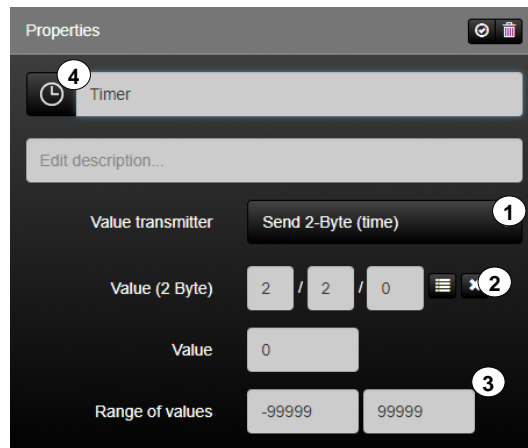 Properties
4
Timer
Edit description...
Value transmitter Send 2-Byte (time) 1
Value (2 Byte) 2 / 2 / 0 2
Value 0
3
Range of values -99999 99999